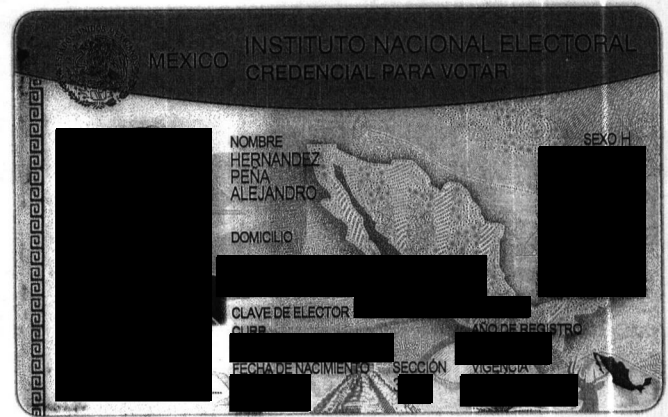 MEXICO INSTITUTO NACIONAL ELECTORAL
CREDENCIAL PARA VOTAR
NOMBRE
SEXO H
HERNANDEZ
PEÑA
ALEJANDRO
DOMICILIO
CLAVE DE ELECTOR
CURP
AÑO DE REGISTRO
FECHA DE NACIMIENTO SECCIÓN VIGENCIA